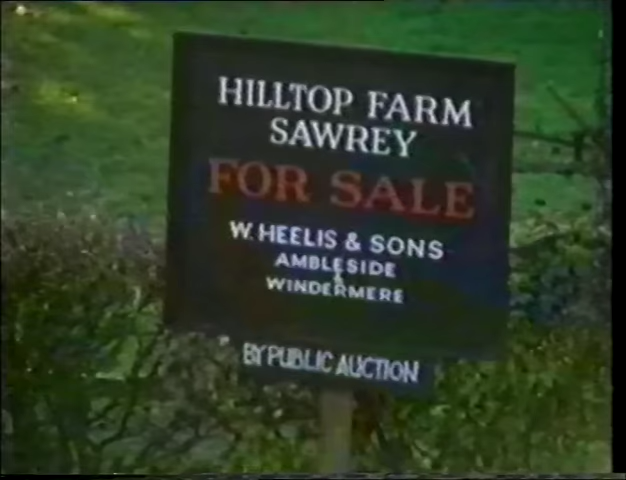 HILLTOP FARM
SAWREY
FOR SALE
W. HEELIS & SONS
AMBLESIDE
&
WINDERMERE
BY PUBLIC AUCTION